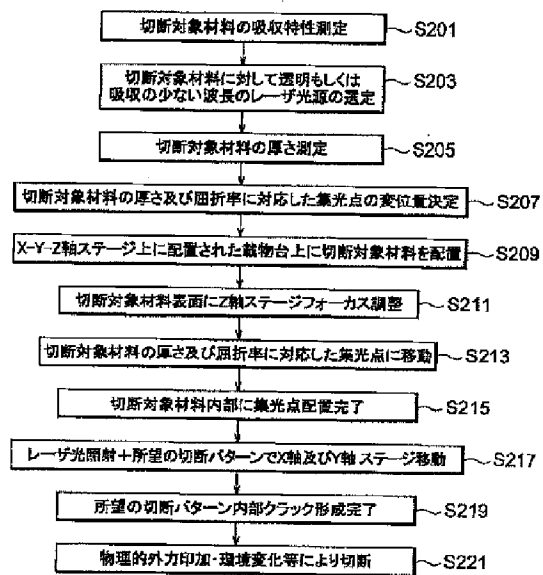 切断対象材料の吸収特性測定 S201
切断対象材料に対して透明もしくは
吸収の少ない波長のレーザ光源の選定 S203
切断対象材料の厚さ測定 S205
切断対象材料の厚さ及び屈折率に対応した集光点の変位量決定 S207
X-Y-Z軸ステージ上に配置された載物台上に切断対象材料を配置 S209
切断対象材料表面にZ軸ステージフォーカス調整 S211
切断対象材料の厚さ及び屈折率に対応した集光点に移動 S213
切断対象材料内部に集光点配置完了 S215
レーザ光照射+所望の切断パターンでX軸及びY軸ステージ移動 S217
所望の切断パターン内部クラック形成完了 S219
物理的外力印加・環境変化等により切断 S221